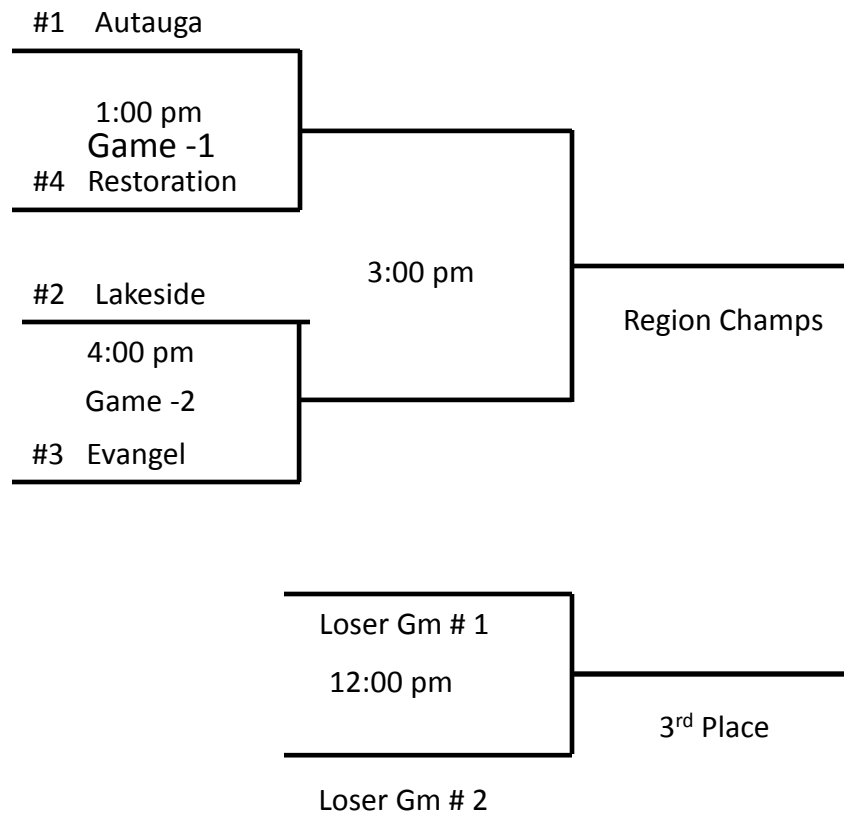 #1 Autauga
1:00 pm
Game -1
#4 Restoration
3:00 pm
#2 Lakeside
Region Champs
4:00 pm
Game -2
#3 Evangel
Loser Gm # 1
12:00 pm
3rd Place
Loser Gm # 2